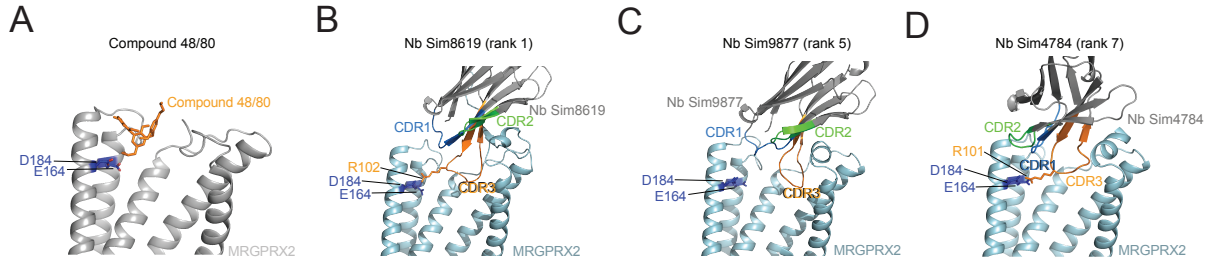 A
Compound 48/80
Compound 48/80
D184
E164
MRGPRX2
B
Nb Sim8619 (rank 1)
Nb Sim8619
CDR1
CDR2
R102
D184
E164
CDR3
MRGPRX2
C
Nb Sim9877 (rank 5)
Nb Sim9877
CDR1
CDR2
D184
E164
CDR3
MRGPRX2
D
Nb Sim4784 (rank 7)
Nb Sim4784
CDR2
R101
CDR1
D184
CDR3
E164
MRGPRX2